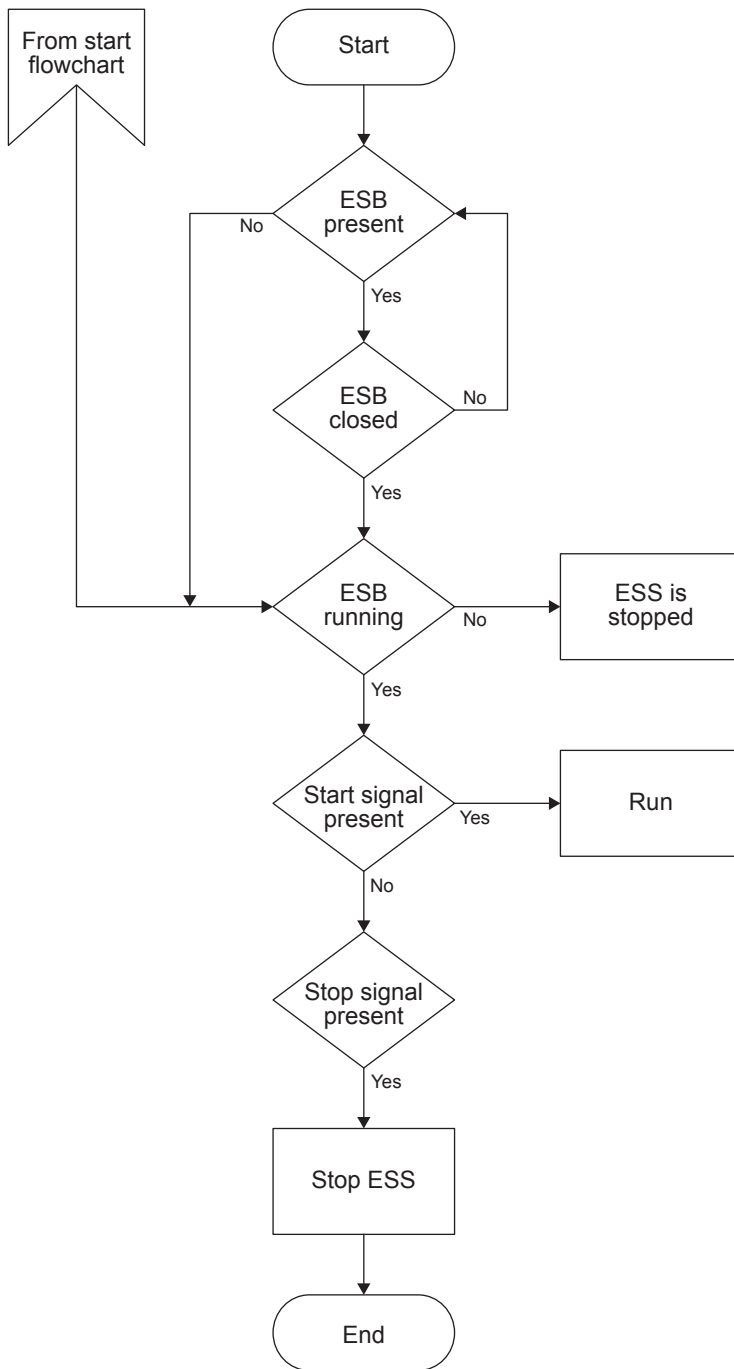 From start
flowchart
Start
ESB
present
No
Yes
ESB
closed
No
Yes
ESB
running
No
ESS is
stopped
Yes
Start signal
present
Yes
Run
No
Stop signal
present
Yes
Stop ESS
End